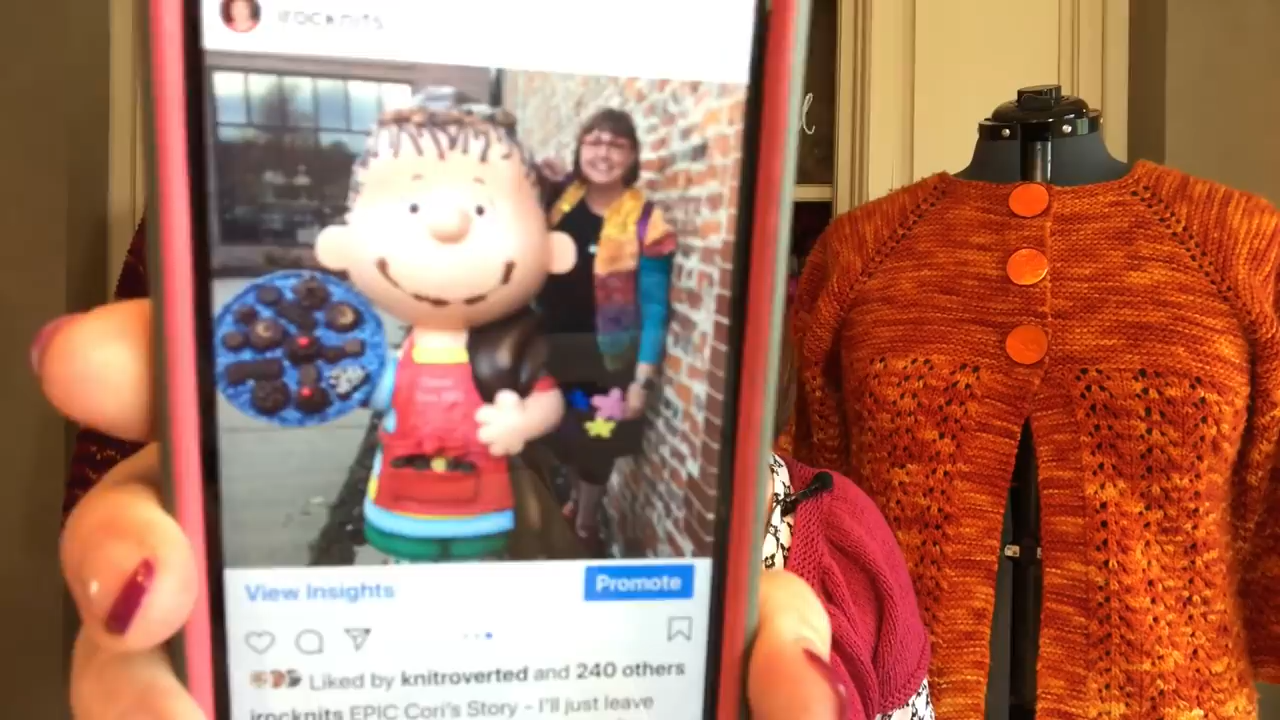 irocknits
View Insights
Promote
Liked by knitroverted and 240 others
irocknits EPIC Cori's Story - I'll just leave